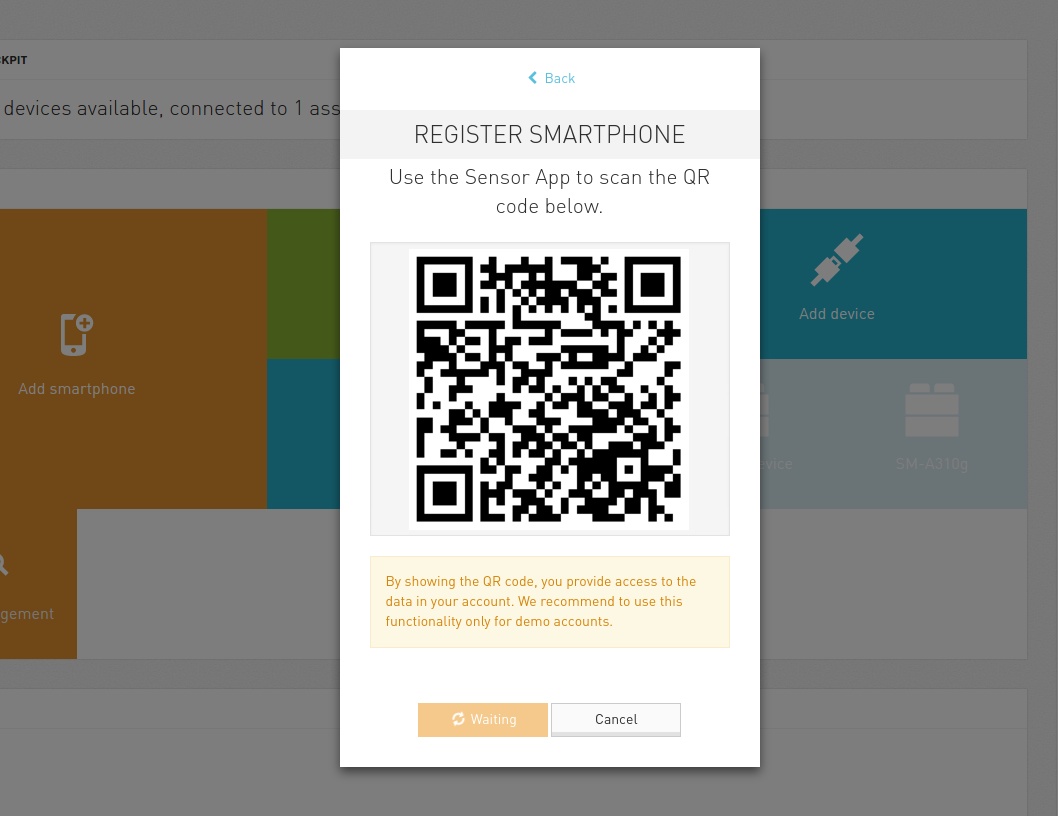 KPIT
devices available, connected to 1 ass
Back
REGISTER SMARTPHONE
Use the Sensor App to scan the QR
code below.
Add device
Add smartphone
evice
SM-A310g
By showing the QR code, you provide access to the
data in your account. We recommend to use this
functionality only for demo accounts.
gement
Waiting
Cancel